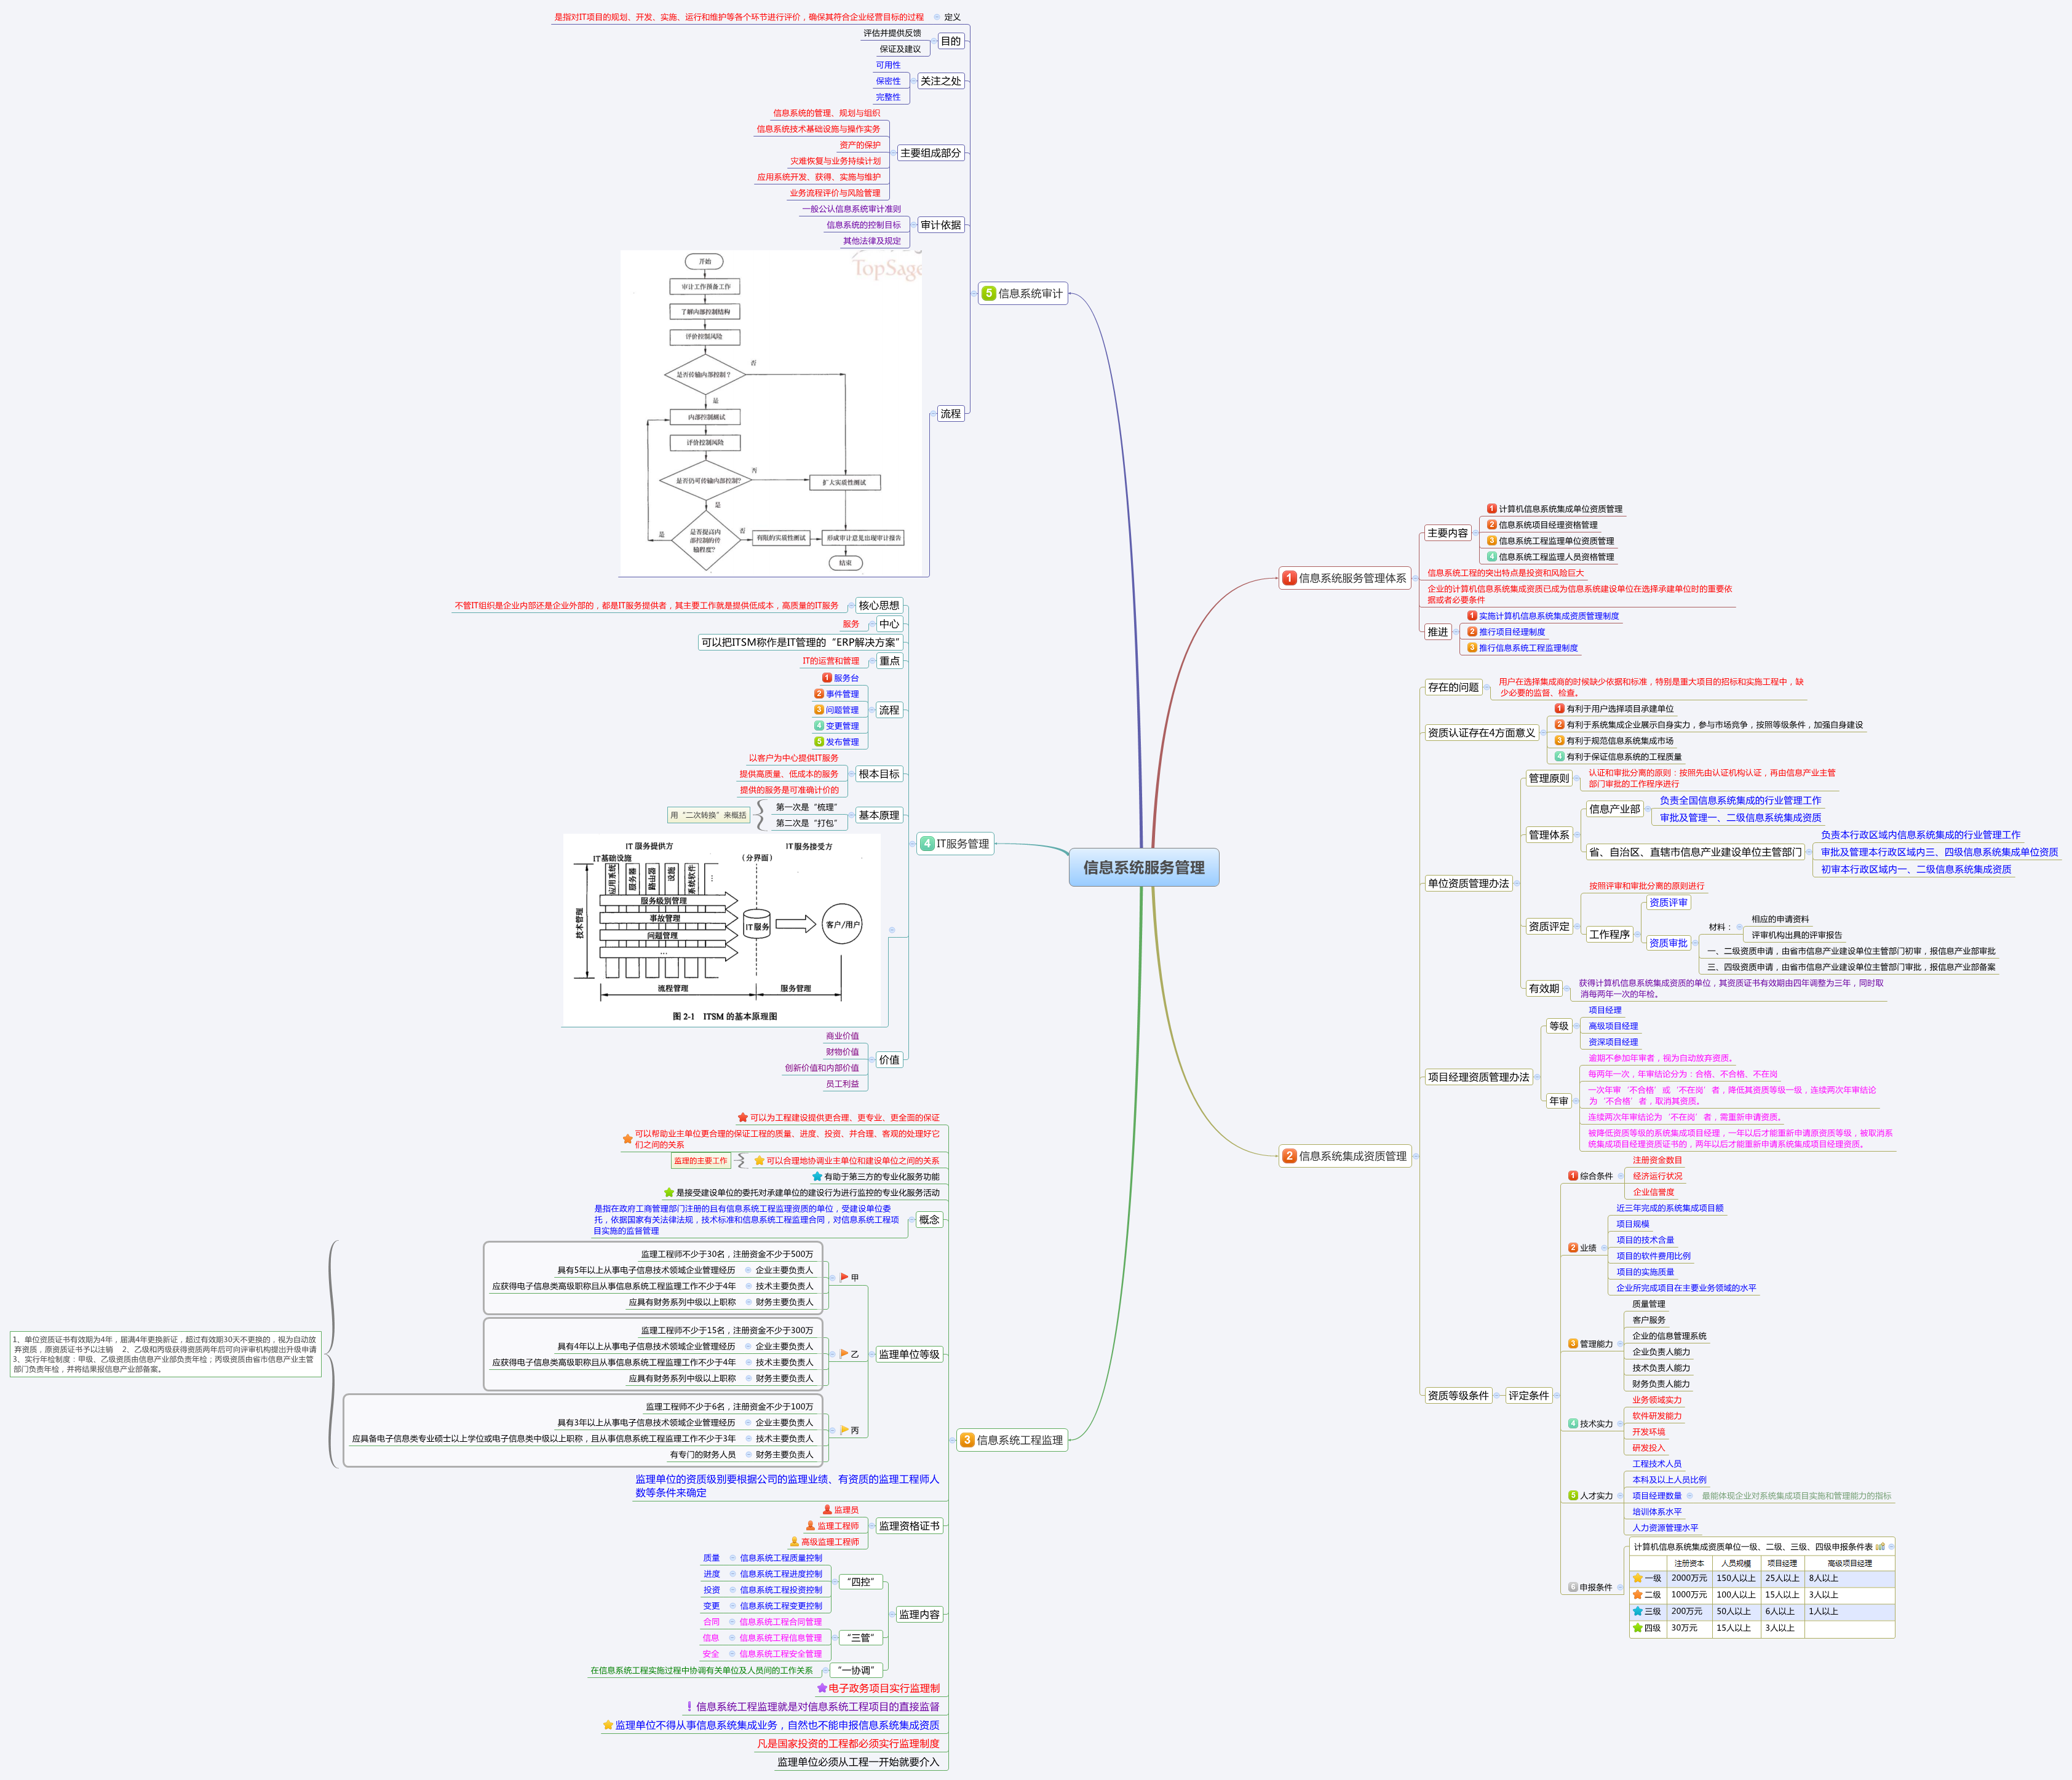 信息系统服务管理
1 信息系统服务管理体系
主要内容
1 计算机信息系统集成单位资质管理
2 信息系统项目经理资格管理
3 信息系统工程监理单位资质管理
4 信息系统工程监理人员资格管理
信息系统工程的突出特点是投资和风险巨大
企业的计算机信息系统集成资质已成为信息系统建设单位在选择承建单位时的重要依
据或者必要条件
推进
1 实施计算机信息系统集成资质管理制度
2 推行项目经理制度
3 推行信息系统工程监理制度
2 信息系统集成资质管理
存在的问题
用户在选择集成商的时候缺少依据和标准，特别是重大项目的招标和实施工程中，缺
少必要的监督、检查。
资质认证存在4方面意义
1 有利于用户选择项目承建单位
2 有利于系统集成企业展示自身实力，参与市场竞争，按照等级条件，加强自身建设
3 有利于规范信息系统集成市场
4 有利于保证信息系统的工程质量
单位资质管理办法
管理原则
认证和审批分离的原则：按照先由认证机构认证，再由信息产业主管
部门审批的工作程序进行
管理体系
信息产业部
负责全国信息系统集成的行业管理工作
审批及管理一、二级信息系统集成资质
省、自治区、直辖市信息产业建设单位主管部门
负责本行政区域内信息系统集成的行业管理工作
审批及管理本行政区域内三、四级信息系统集成单位资质
初审本行政区域内一、二级信息系统集成资质
资质评定
按照评审和审批分离的原则进行
工作程序
资质评审
资质审批
材料：
相应的申请资料
评审机构出具的评审报告
一、二级资质申请，由省市信息产业建设单位主管部门初审，报信息产业部审批
三、四级资质申请，由省市信息产业建设单位主管部门审批，报信息产业部备案
有效期
获得计算机信息系统集成资质的单位，其资质证书有效期由四年调整为三年，同时取
消每两年一次的年检。
项目经理资质管理办法
等级
项目经理
高级项目经理
资深项目经理
年审
逾期不参加年审者，视为自动放弃资质。
每两年一次，年审结论分为：合格、不合格、不在岗
一次年审‘不合格’或‘不在岗’者，降低其资质等级一级，连续两次年审结论
为‘不合格’者，取消其资质。
连续两次年审结论为‘不在岗’者，需重新申请资质。
被降低资质等级的系统集成项目经理，一年以后才能重新申请原资质等级，被取消系
统集成项目经理资质证书的，两年以后才能重新申请系统集成项目经理资质。
资质等级条件
评定条件
1 综合条件
注册资金数目
经济运行状况
企业信誉度
2 业绩
近三年完成的系统集成项目额
项目规模
项目的技术含量
项目的软件费用比例
项目的实施质量
企业所完成项目在主要业务领域的水平
3 管理能力
质量管理
客户服务
企业的信息管理系统
企业负责人能力
技术负责人能力
财务负责人能力
4 技术实力
业务领域实力
软件研发能力
开发环境
研发投入
5 人才实力
工程技术人员
本科及以上人员比例
项目经理数量
最能体现企业对系统集成项目实施和管理能力的指标
培训体系水平
人力资源管理水平
6 申报条件
计算机信息系统集成资质单位一级、二级、三级、四级申报条件表
注册资本 人员规模 项目经理 高级项目经理
一级 2000万元 150人以上 25人以上 8人以上
二级 1000万元 100人以上 15人以上 3人以上
三级 200万元 50人以上 6人以上 1人以上
四级 30万元 15人以上 3人以上
5 信息系统审计
定义
是指对IT项目的规划、开发、实施、运行和维护等各个环节进行评价，确保其符合企业经营目标的过程
目的
评估并提供反馈
保证及建议
关注之处
可用性
保密性
完整性
主要组成部分
信息系统的管理、规划与组织
信息系统技术基础设施与操作实务
资产的保护
灾难恢复与业务持续计划
应用系统开发、获得、实施与维护
业务流程评价与风险管理
审计依据
一般公认信息系统审计准则
信息系统的控制目标
其他法律及规定
流程
TopSage
开始
审计工作预备工作
了解内部控制结构
评价控制风险
是否传输内部控制？
否
是
内部控制测试
评价控制风险
是否仍可传输内部控制?
否
扩大实质性测试
是
是否提高内
部控制的传
输程度?
是
否
有限的实质性测试
形成审计意见出现审计报告
结束
4 IT服务管理
核心思想
不管IT组织是企业内部还是企业外部的，都是IT服务提供者，其主要工作就是提供低成本，高质量的IT服务
中心
服务
可以把ITSM称作是IT管理的“ERP解决方案”
重点
IT的运营和管理
流程
1 服务台
2 事件管理
3 问题管理
4 变更管理
5 发布管理
根本目标
以客户为中心提供IT服务
提供高质量、低成本的服务
提供的服务是可准确计价的
基本原理
第一次是“梳理”
第二次是“打包”
用“二次转换”来概括
IT 服务提供方
IT服务接受方
IT基础设施
（分界面）
应用系统
服务器
路由器
设施
系统软件
…
技术管理
服务级别管理
事故管理
问题管理
…
IT服务
客户/用户
流程管理
服务管理
图 2-1 ITSM 的基本原理图
价值
商业价值
财物价值
创新价值和内部价值
员工利益
3 信息系统工程监理
可以为工程建设提供更合理、更专业、更全面的保证
可以帮助业主单位更合理的保证工程的质量、进度、投资、并合理、客观的处理好它
们之间的关系
可以合理地协调业主单位和建设单位之间的关系
监理的主要工作
有助于第三方的专业化服务功能
是接受建设单位的委托对承建单位的建设行为进行监控的专业化服务活动
概念
是指在政府工商管理部门注册的且有信息系统工程监理资质的单位，受建设单位委
托，依据国家有关法律法规，技术标准和信息系统工程监理合同，对信息系统工程项
目实施的监督管理
监理单位等级
甲
监理工程师不少于30名，注册资金不少于500万
企业主要负责人
具有5年以上从事电子信息技术领域企业管理经历
技术主要负责人
应获得电子信息类高级职称且从事信息系统工程监理工作不少于4年
财务主要负责人
应具有财务系列中级以上职称
乙
监理工程师不少于15名，注册资金不少于300万
企业主要负责人
具有4年以上从事电子信息技术领域企业管理经历
技术主要负责人
应获得电子信息类高级职称且从事信息系统工程监理工作不少于4年
财务主要负责人
应具有财务系列中级以上职称
丙
监理工程师不少于6名，注册资金不少于100万
企业主要负责人
具有3年以上从事电子信息技术领域企业管理经历
技术主要负责人
应具备电子信息类专业硕士以上学位或电子信息类中级以上职称，且从事信息系统工程监理工作不少于3年
财务主要负责人
有专门的财务人员
1、单位资质证书有效期为4年，届满4年更换新证，超过有效期30天不更换的，视为自动放
弃资质，原资质证书予以注销 2、乙级和丙级获得资质两年后可向评审机构提出升级申请
3、实行年检制度：甲级、乙级资质由信息产业部负责年检；丙级资质由省市信息产业主管
部门负责年检，并将结果报信息产业部备案。
监理单位的资质级别要根据公司的监理业绩、有资质的监理工程师人
数等条件来确定
监理资格证书
监理员
监理工程师
高级监理工程师
监理内容
“四控”
信息系统工程质量控制
质量
信息系统工程进度控制
进度
信息系统工程投资控制
投资
信息系统工程变更控制
变更
“三管”
信息系统工程合同管理
合同
信息系统工程信息管理
信息
信息系统工程安全管理
安全
“一协调”
在信息系统工程实施过程中协调有关单位及人员间的工作关系
电子政务项目实行监理制
信息系统工程监理就是对信息系统工程项目的直接监督
监理单位不得从事信息系统集成业务，自然也不能申报信息系统集成资质
凡是国家投资的工程都必须实行监理制度
监理单位必须从工程一开始就要介入